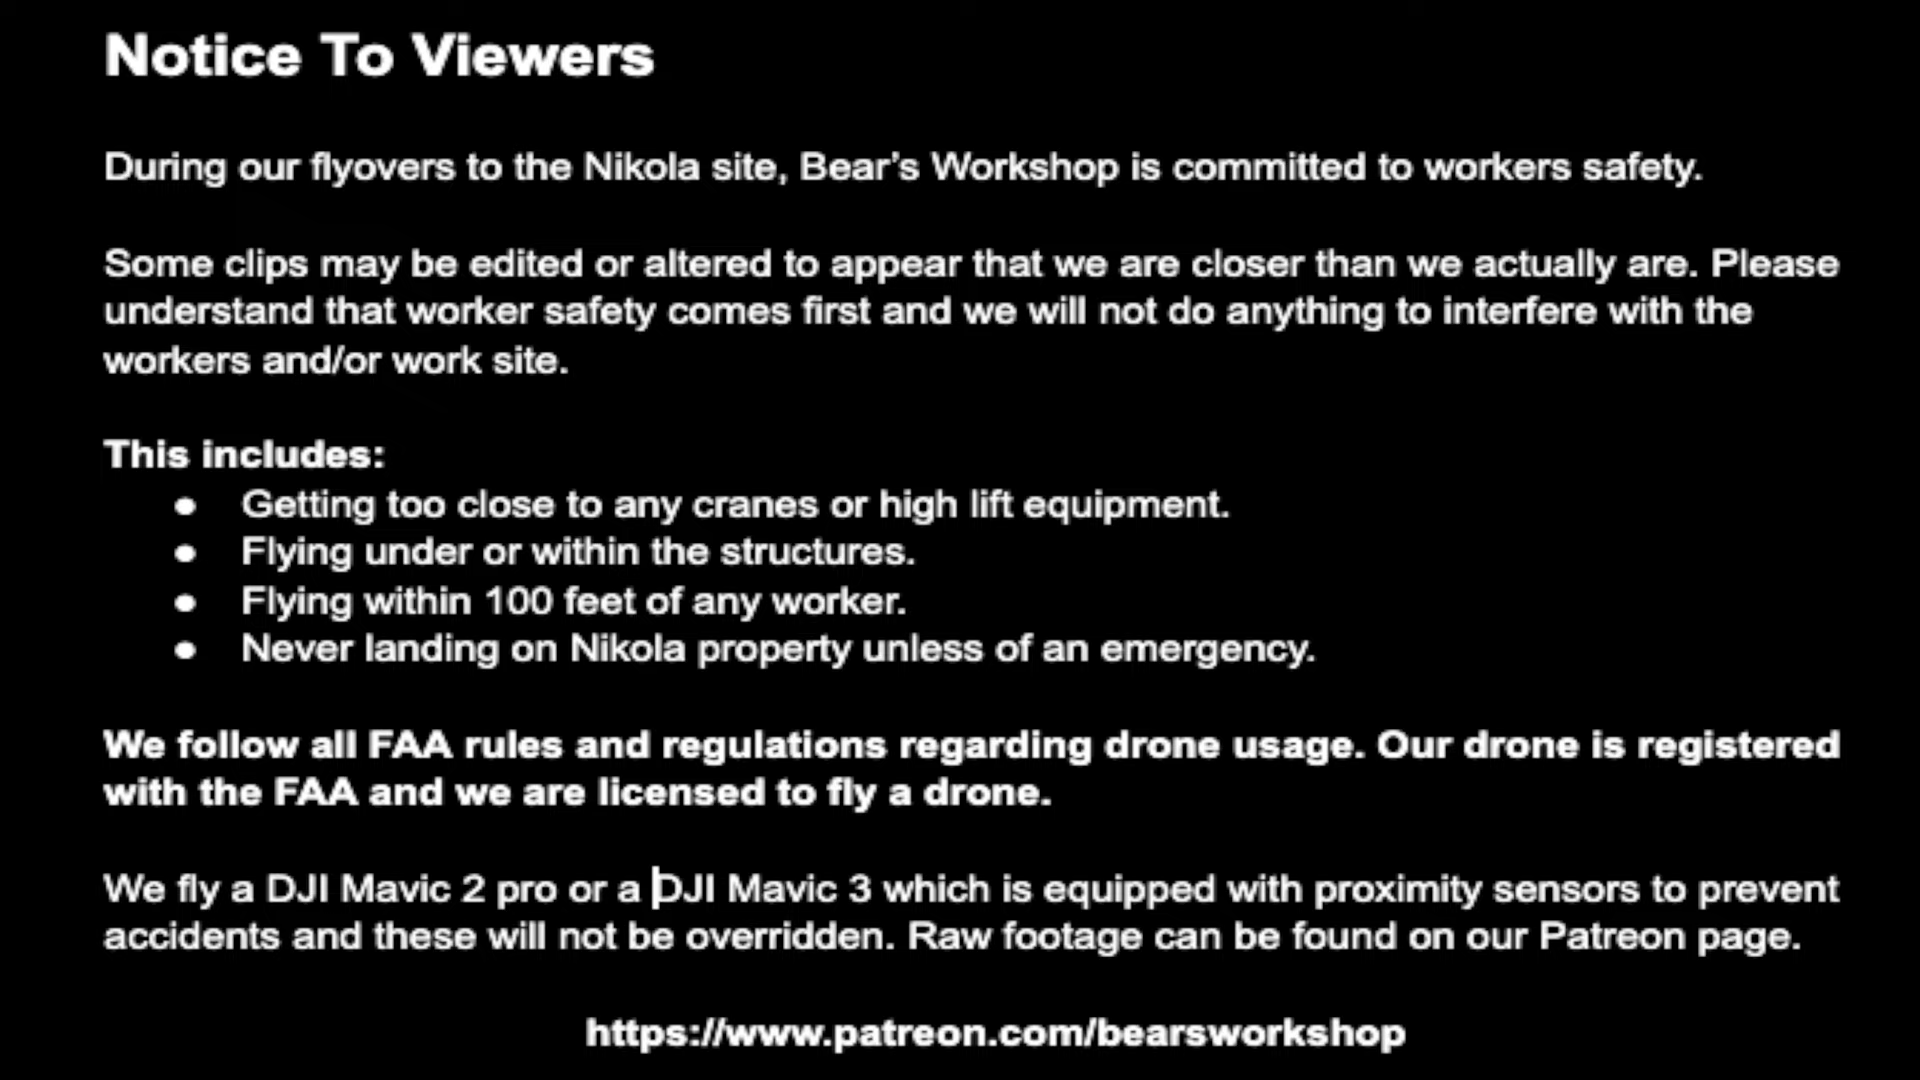 Notice To Viewers
During our flyovers to the Nikola site, Bear's Workshop is committed to workers safety.
Some clips may be edited or altered to appear that we are closer than we actually are. Please
understand that worker safety comes first and we will not do anything to interfere with the
workers and/or work site.
This includes:
● Getting too close to any cranes or high lift equipment.
● Flying under or within the structures.
● Flying within 100 feet of any worker.
● Never landing on Nikola property unless of an emergency.
We follow all FAA rules and regulations regarding drone usage. Our drone is registered
with the FAA and we are licensed to fly a drone.
We fly a DJI Mavic 2 pro or a DJI Mavic 3 which is equipped with proximity sensors to prevent
accidents and these will not be overridden. Raw footage can be found on our Patreon page.
https://www.patreon.com/bearsworkshop